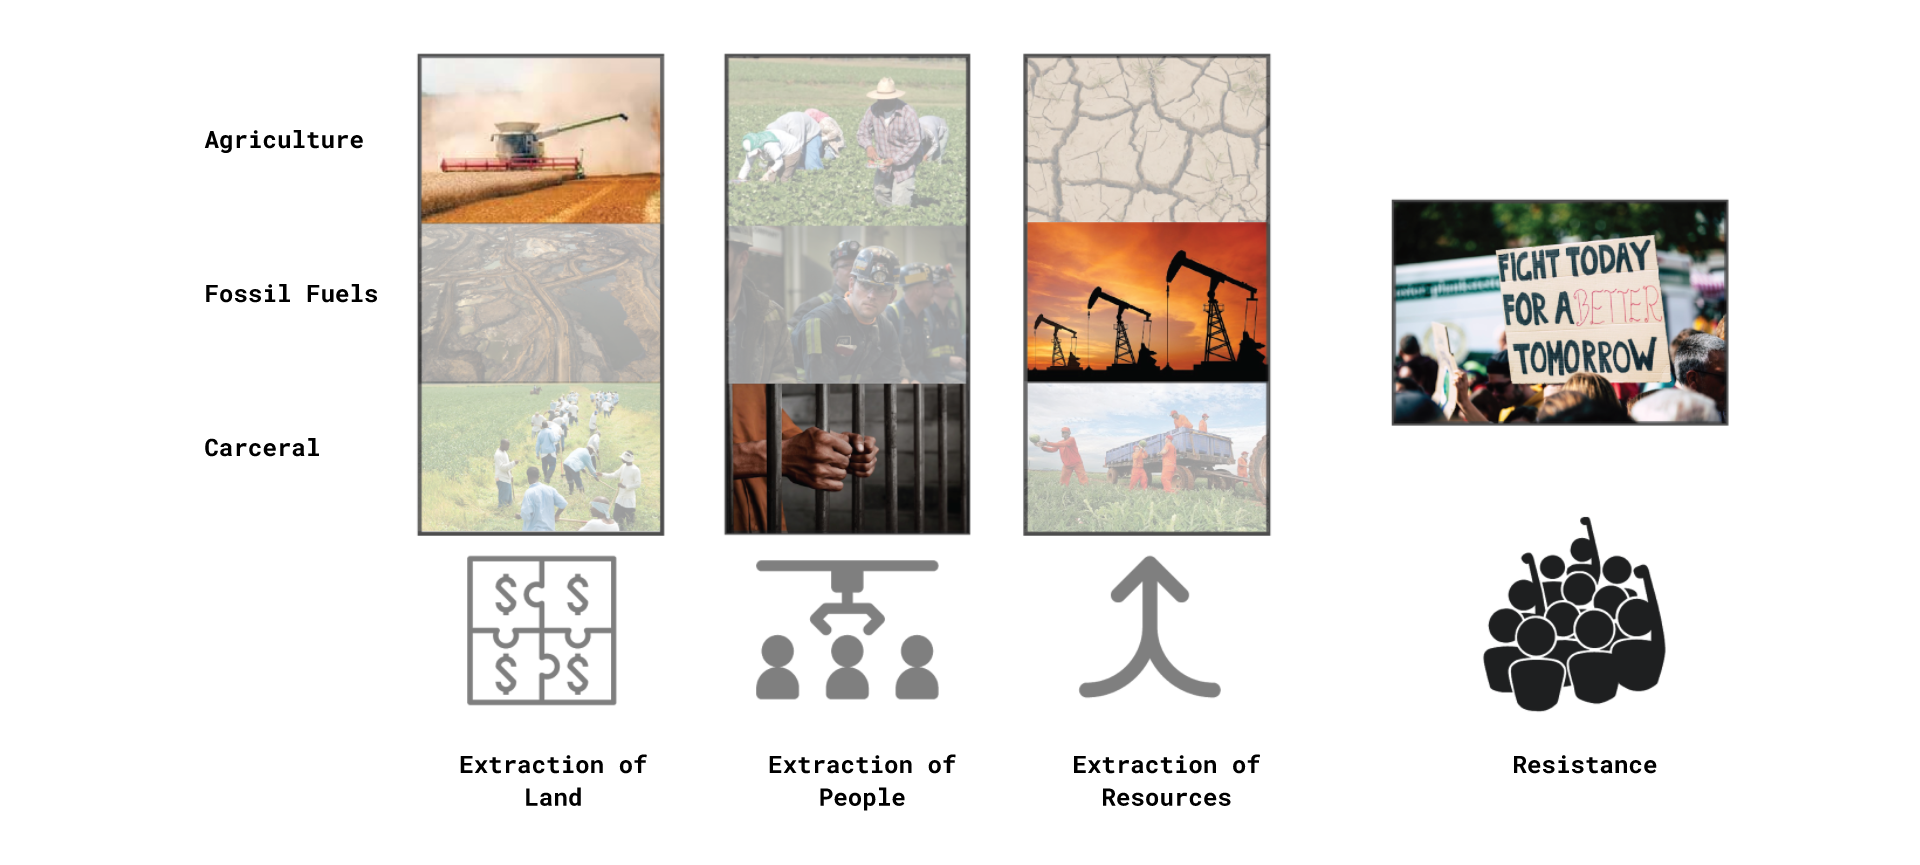 Agriculture
Fossil Fuels
Carceral
FIGHT TODAY
FOR A BETTER
TOMORROW
$ $
$ $
Extraction of
Land
Extraction of
People
Extraction of
Resources
Resistance